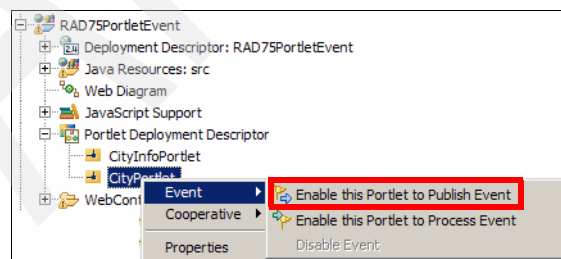 RAD75PortletEvent
Deployment Descriptor: RAD75PortletEvent
Java Resources: src
Web Diagram
JavaScript Support
Portlet Deployment Descriptor
CityInfoPortlet
CityPortlet
WebCont
Event
Cooperative
Properties
Enable this Portlet to Publish Event
Enable this Portlet to Process Event
Disable Event